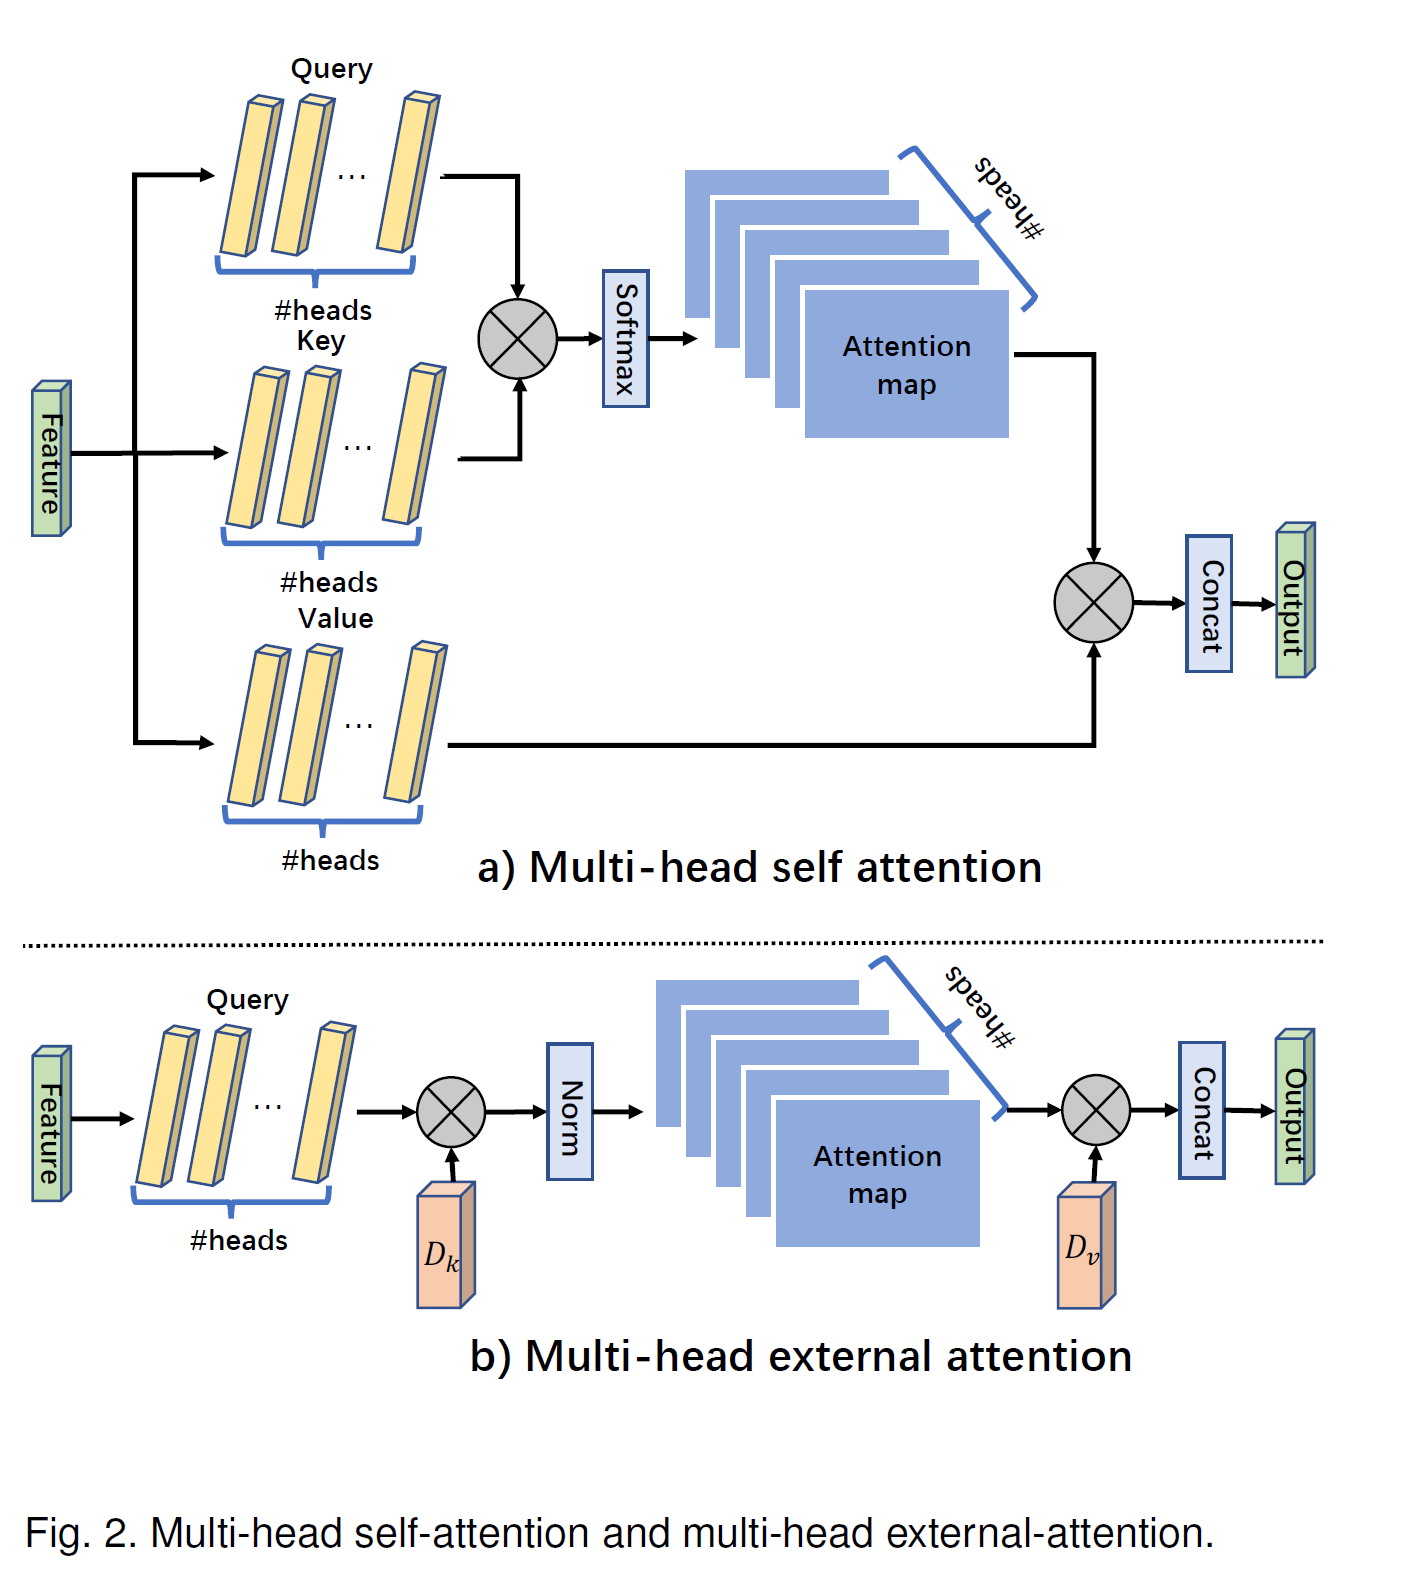 Query
...
#heads
Key
...
#heads
Value
...
#heads
Feature
Softmax
Attention
map
#heads
Concat
Output
a) Multi-head self attention
Query
...
#heads
Feature
D_k
Norm
Attention
map
#heads
D_v
Concat
Output
b) Multi-head external attention
Fig. 2. Multi-head self-attention and multi-head external-attention.